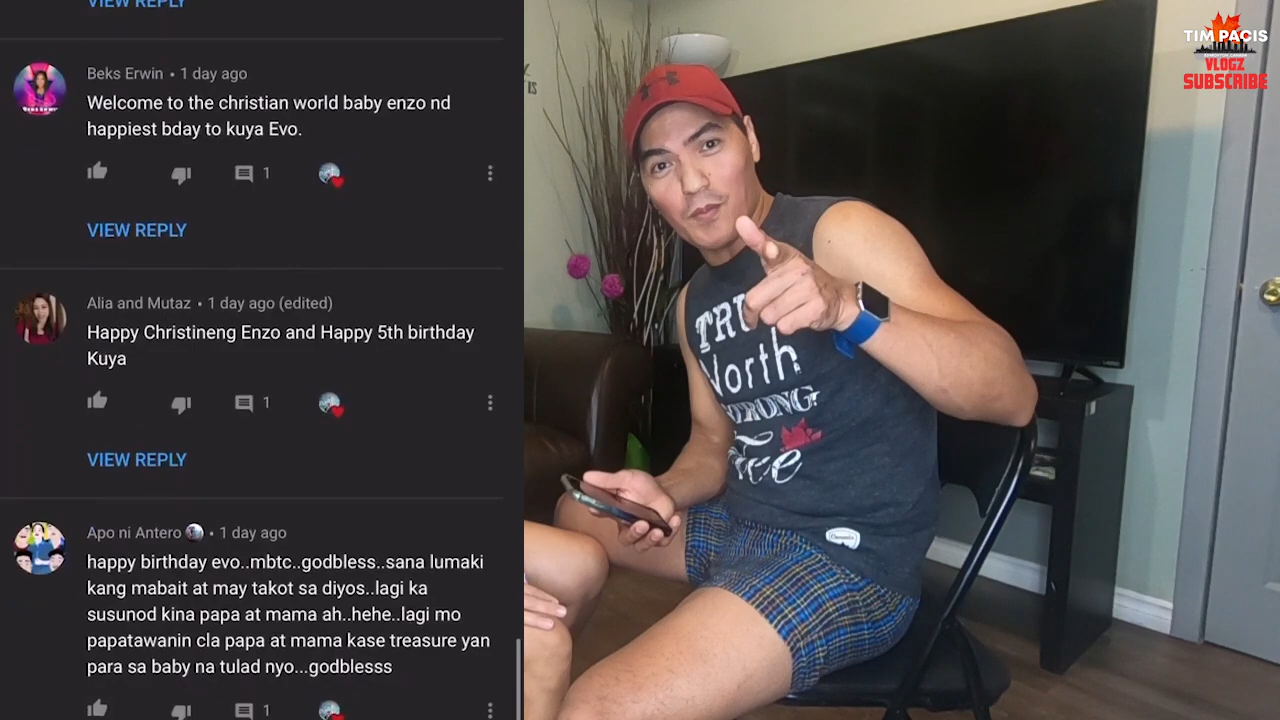 VIEW REPLY
Beks Erwin • 1 day ago
Welcome to the christian world baby enzo nd
happiest bday to kuya Evo.
1
VIEW REPLY
Alia and Mutaz • 1 day ago (edited)
Happy Christineng Enzo and Happy 5th birthday
Kuya
1
VIEW REPLY
Apo ni Antero • 1 day ago
happy birthday evo..mbtc..godbless..sana lumaki
kang mabait at may takot sa diyos..lagi ka
susunod kina papa at mama ah..hehe..lagi mo
papatawanin cla papa at mama kase treasure yan
para sa baby na tulad nyo...godblesss
1
TIM PACIS
VLOGZ
SUBSCRIBE
North